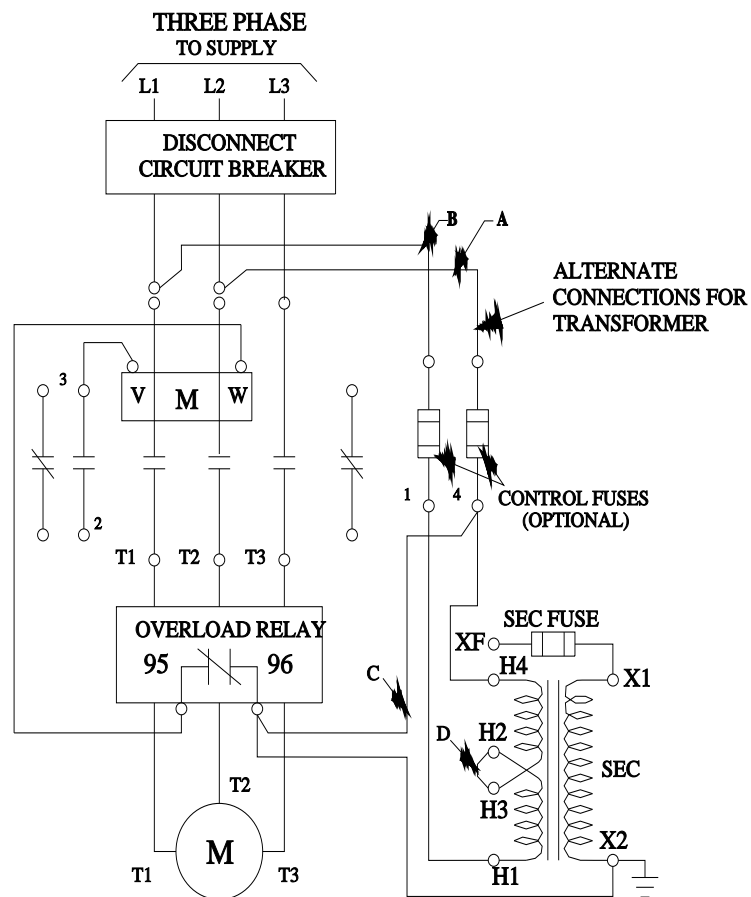 THREE PHASE
TO SUPPLY
L1 L2 L3
DISCONNECT
CIRCUIT BREAKER
B A
ALTERNATE
CONNECTIONS FOR
TRANSFORMER
3 V M W
2
1 4 CONTROL FUSES
(OPTIONAL)
T1 T2 T3
OVERLOAD RELAY
95 96
SEC FUSE
XF
H4 X1
C
D H2
SEC
H3
T2
M
T1 T3
X2
H1